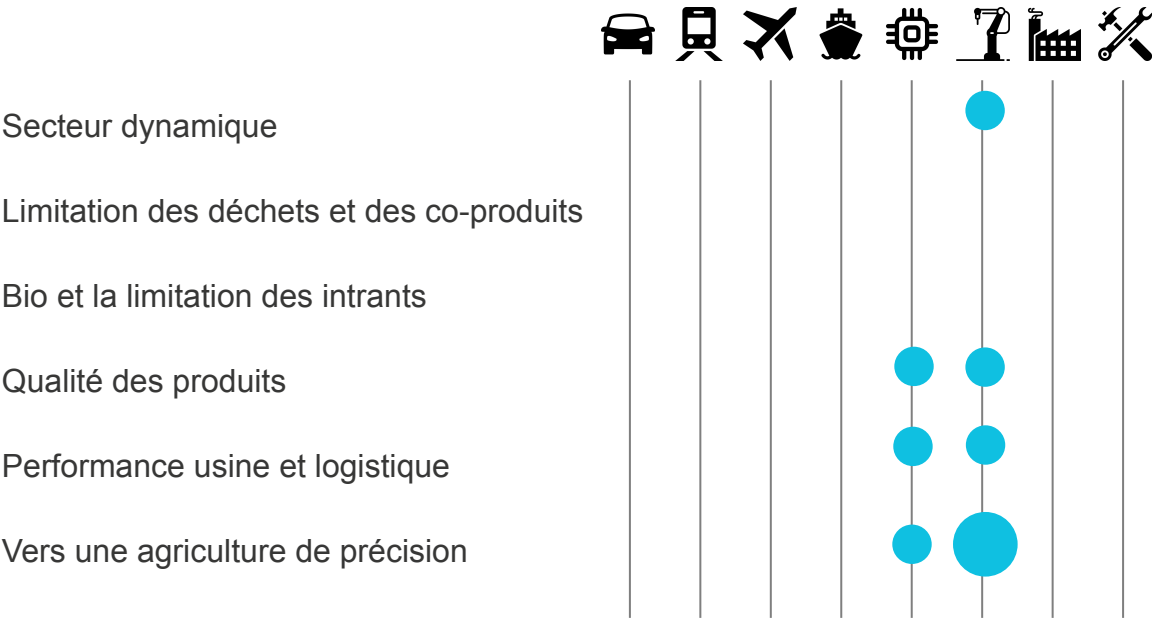 Secteur dynamique
Limitation des déchets et des co-produits
Bio et la limitation des intrants
Qualité des produits
Performance usine et logistique
Vers une agriculture de précision